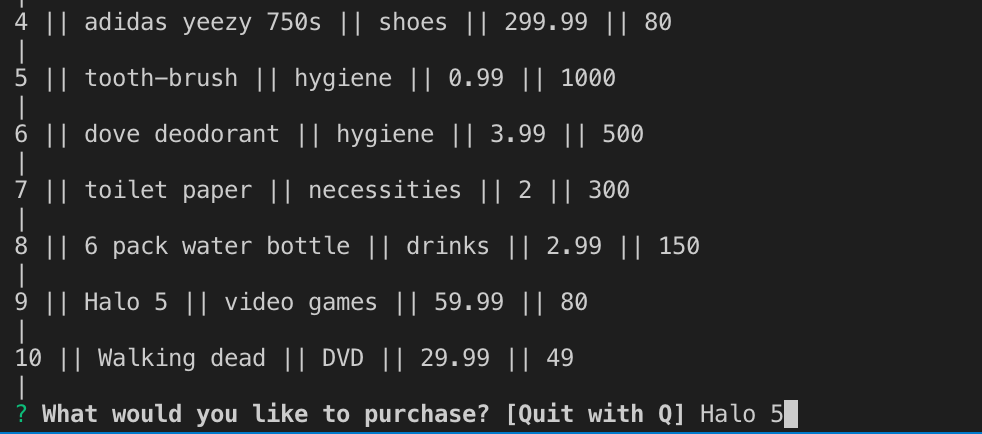 |
4 || adidas yeezy 750s || shoes || 299.99 || 80
|
5 || tooth-brush || hygiene || 0.99 || 1000
|
6 || dove deodorant || hygiene || 3.99 || 500
|
7 || toilet paper || necessities || 2 || 300
|
8 || 6 pack water bottle || drinks || 2.99 || 150
|
9 || Halo 5 || video games || 59.99 || 80
|
10 || Walking dead || DVD || 29.99 || 49
|
? What would you like to purchase? [Quit with Q] Halo 5